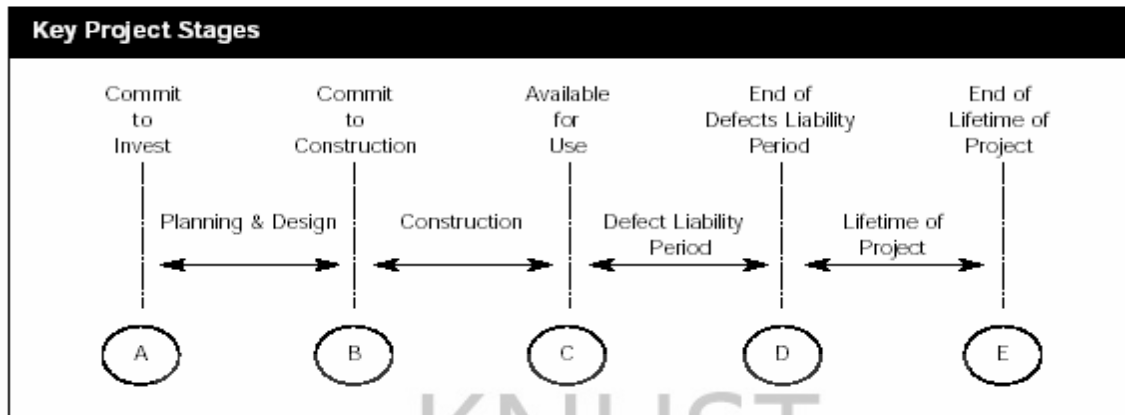 Key Project Stages
Commit
to
Invest
Commit
to
Construction
Available
for
Use
End of
Defects Liability
Period
End of
Lifetime of
Project
Planning & Design
Construction
Defect Liability
Period
Lifetime of
Project
A
B
C
D
E
KNUST